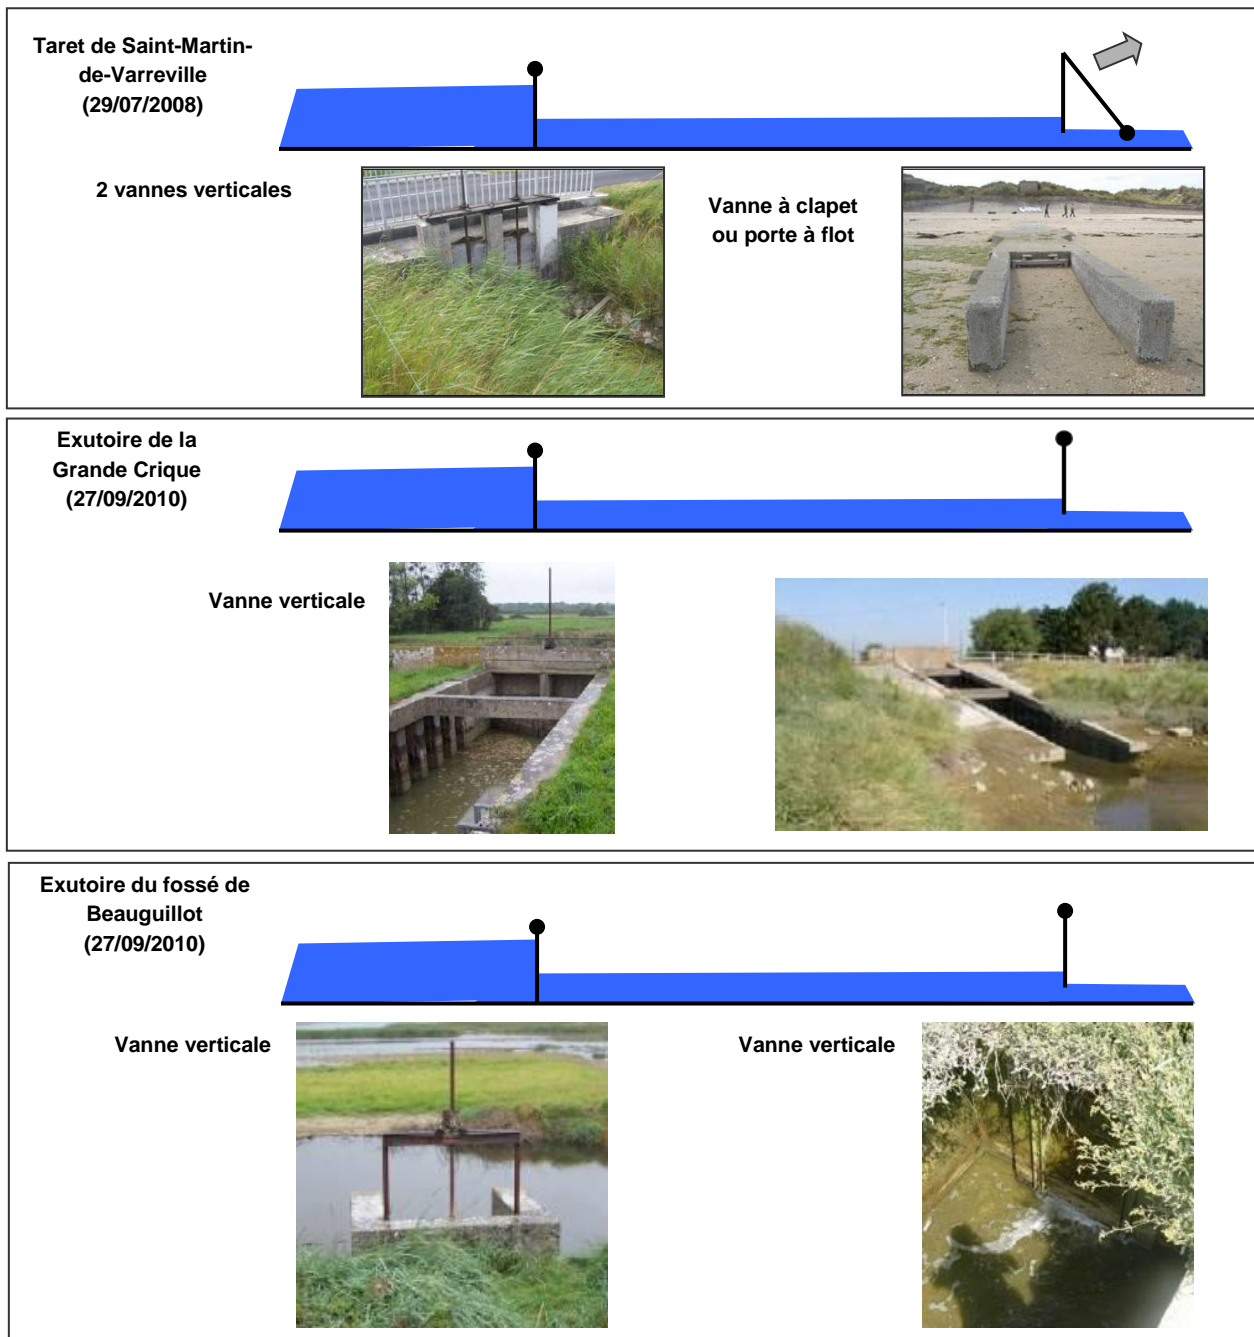 Taret de Saint-Martin-
de-Varreville
(29/07/2008)
2 vannes verticales
Vanne à clapet
ou porte à flot
Exutoire de la
Grande Crique
(27/09/2010)
Vanne verticale
Exutoire du fossé de
Beauguillot
(27/09/2010)
Vanne verticale
Vanne verticale